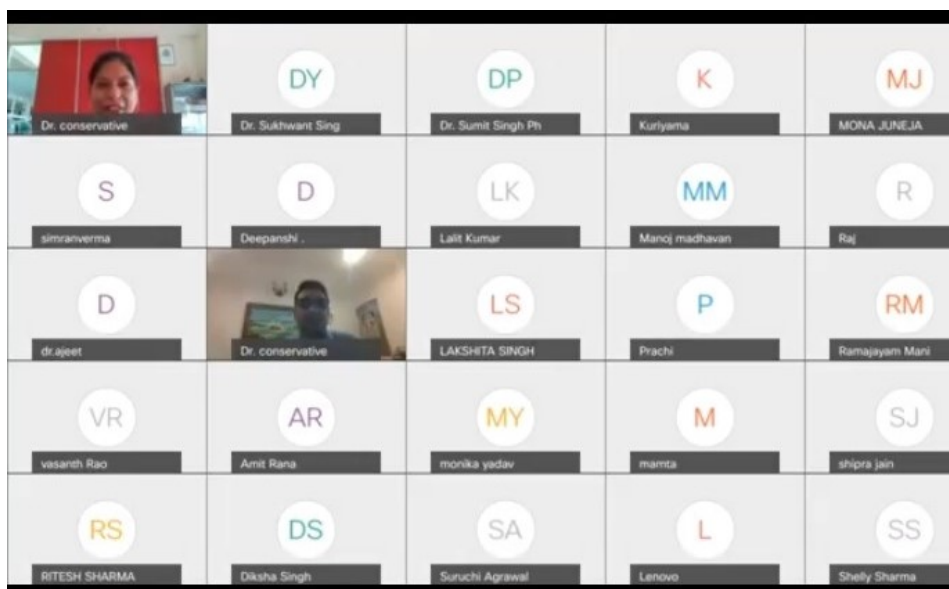 Dr. conservative
DY
Dr. Sukhwant Sing
DP
Dr. Sumit Singh Ph
K
Kuriyama
MJ
MONA JUNEJA
S
simranverma
D
Deepanshi .
LK
Lalit Kumar
MM
Manoj madhavan
R
Raj
D
dr.ajeet
Dr. conservative
LS
LAKSHITA SINGH
P
Prachi
RM
Ramajayam Mani
VR
vasanth Rao
AR
Amit Rana
MY
monika yadav
M
mamta
SJ
shipra jain
RS
RITESH SHARMA
DS
Diksha Singh
SA
Suruchi Agrawal
L
Lenovo
SS
Shelly Sharma